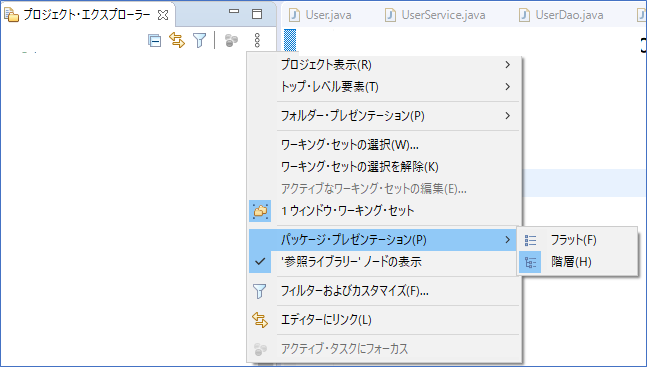 プロジェクト・エクスプローラー
User.java
UserService.java
UserDao.java
プロジェクト表示(R)
トップ・レベル要素(T)
フォルダー・プレゼンテーション(P)
ワーキング・セットの選択(W)...
ワーキング・セットの選択を解除(K)
アクティブなワーキング・セットの編集(E)...
1 ウィンドウ・ワーキング・セット
パッケージ・プレゼンテーション(P)
フラット(F)
'参照ライブラリー' ノードの表示
階層(H)
フィルターおよびカスタマイズ(F)...
エディターにリンク(L)
アクティブ・タスクにフォーカス